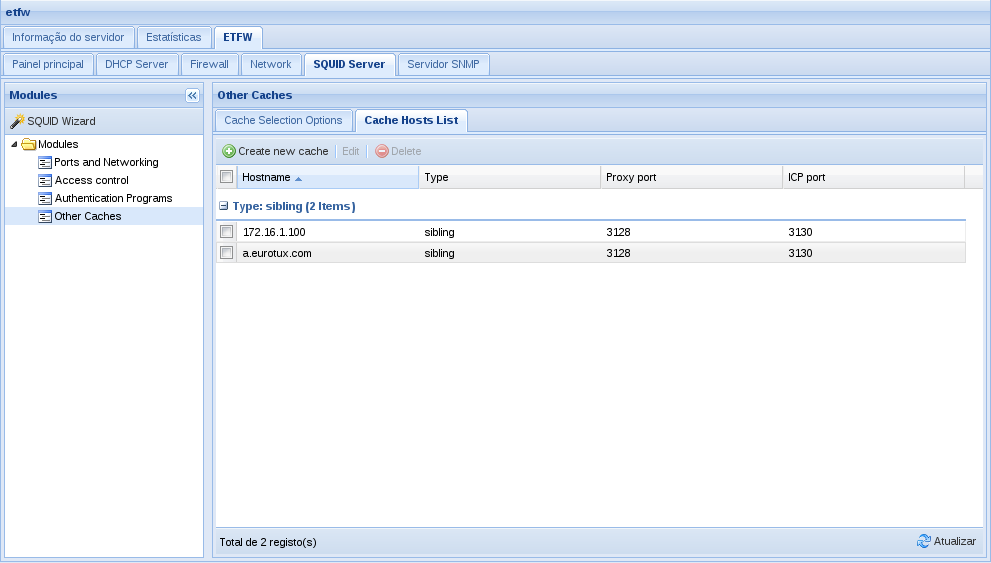 etfw
Informação do servidor Estatísticas ETFW
Painel principal DHCP Server Firewall Network SQUID Server Servidor SNMP
Modules
SQUID Wizard
Modules
Ports and Networking
Access control
Authentication Programs
Other Caches
Other Caches
Cache Selection Options Cache Hosts List
Create new cache Edit Delete
Hostname Type Proxy port ICP port
Type: sibling (2 Items)
172.16.1.100 sibling 3128 3130
a.eurotux.com sibling 3128 3130
Total de 2 registo(s) Atualizar